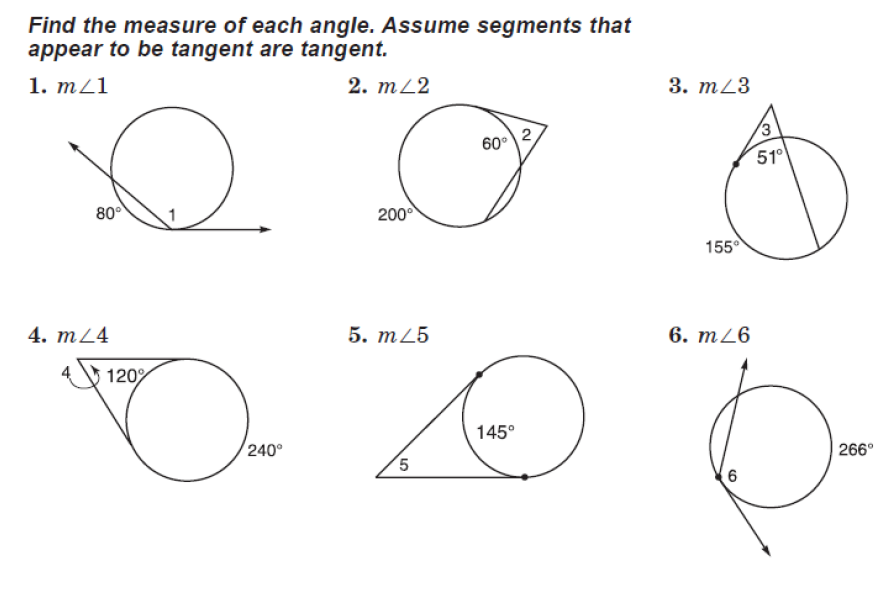 Find the measure of each angle. Assume segments that
appear to be tangent are tangent.
1. m∠1
2. m∠2
3. m∠3
80°
1
60°
2
200°
3
51°
155°
4. m∠4
5. m∠5
6. m∠6
4
120°
240°
145°
5
266°
6